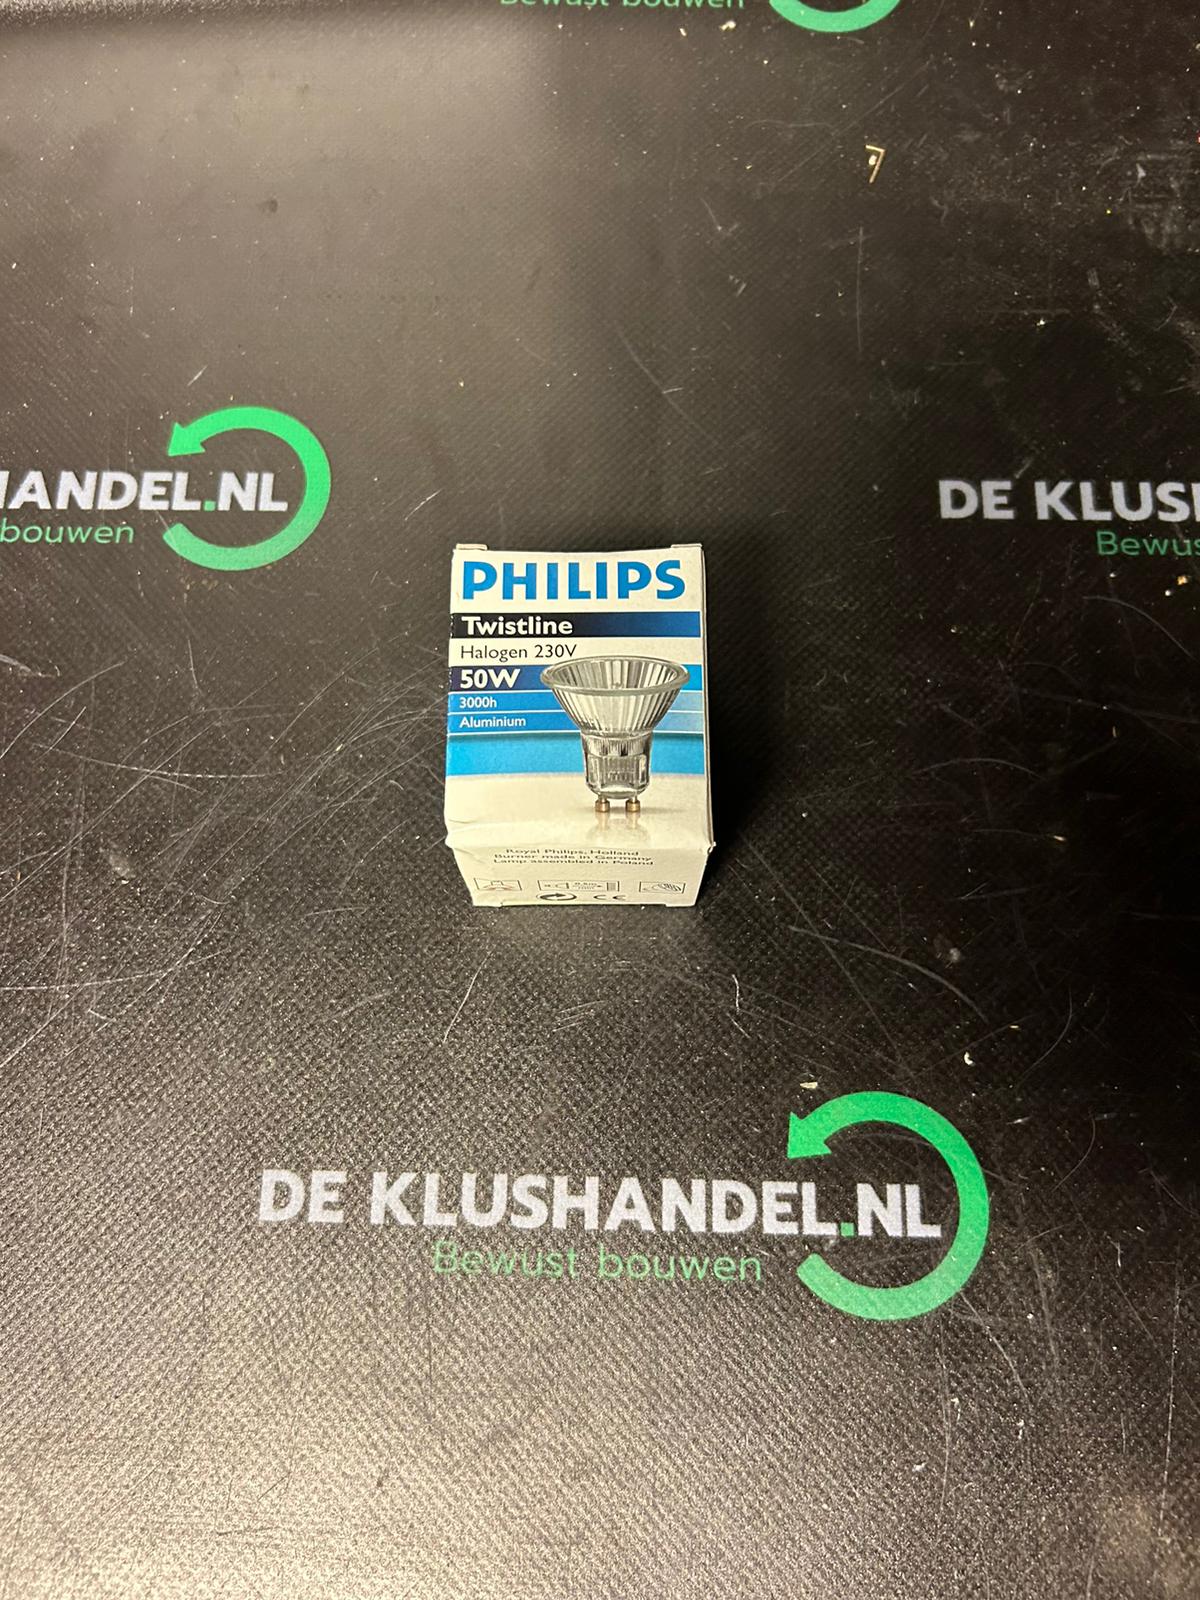 Bewust bouwen
HANDEL.NL
bouwen
DE KLUSH
Bewus
PHILIPS
Twistline
Halogen 230V
50W
3000h
Aluminium
Royal Philips, Holland
Burner made in Germany
Lamp assembled in Poland
CE
DE KLUSHANDEL.NL
Bewust bouwen